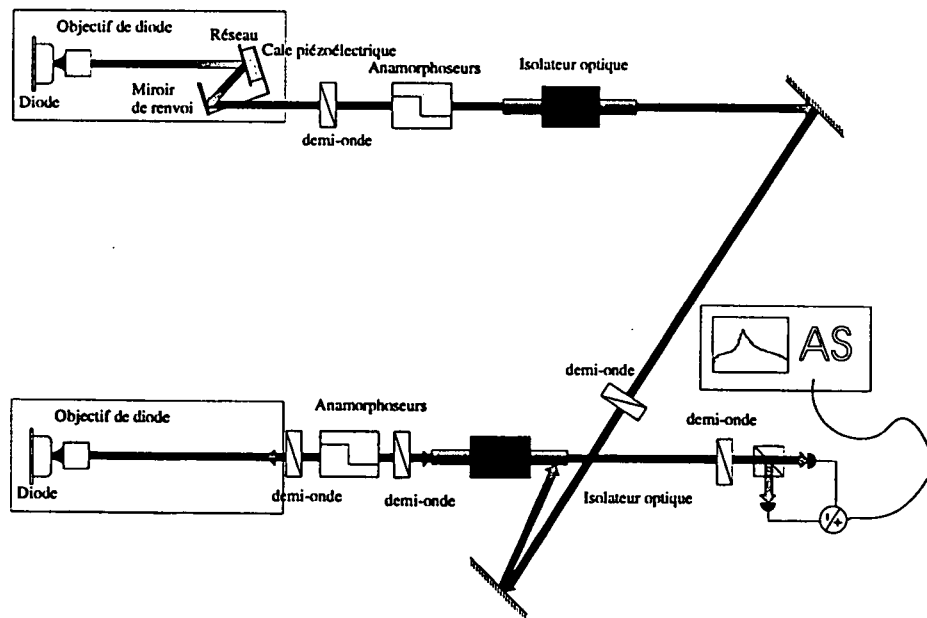 Objectif de diode
Réseau
Cale piézoélectrique
Diode
Miroir
de renvoi
demi-onde
Anamorphoseurs
Isolateur optique
AS
demi-onde
demi-onde
Objectif de diode
Anamorphoseurs
Diode
demi-onde
demi-onde
Isolateur optique